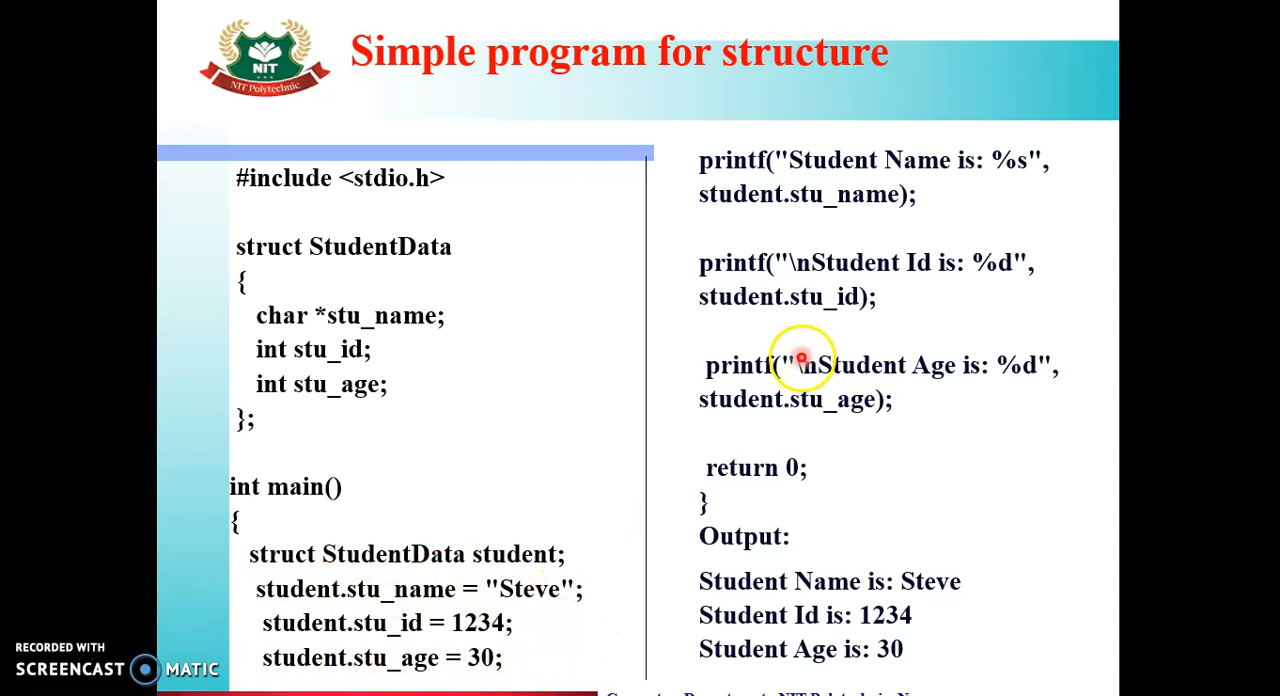 NIT
NIT Polytechnic
Simple program for structure
#include <stdio.h>
struct StudentData
{
char *stu_name;
int stu_id;
int stu_age;
};
int main()
{
struct StudentData student;
student.stu_name = "Steve";
student.stu_id = 1234;
student.stu_age = 30;
printf("Student Name is: %s",
student.stu_name);
printf("\nStudent Id is: %d",
student.stu_id);
printf("\nStudent Age is: %d",
student.stu_age);
return 0;
}
Output:
Student Name is: Steve
Student Id is: 1234
Student Age is: 30
RECORDED WITH
SCREENCAST MATIC